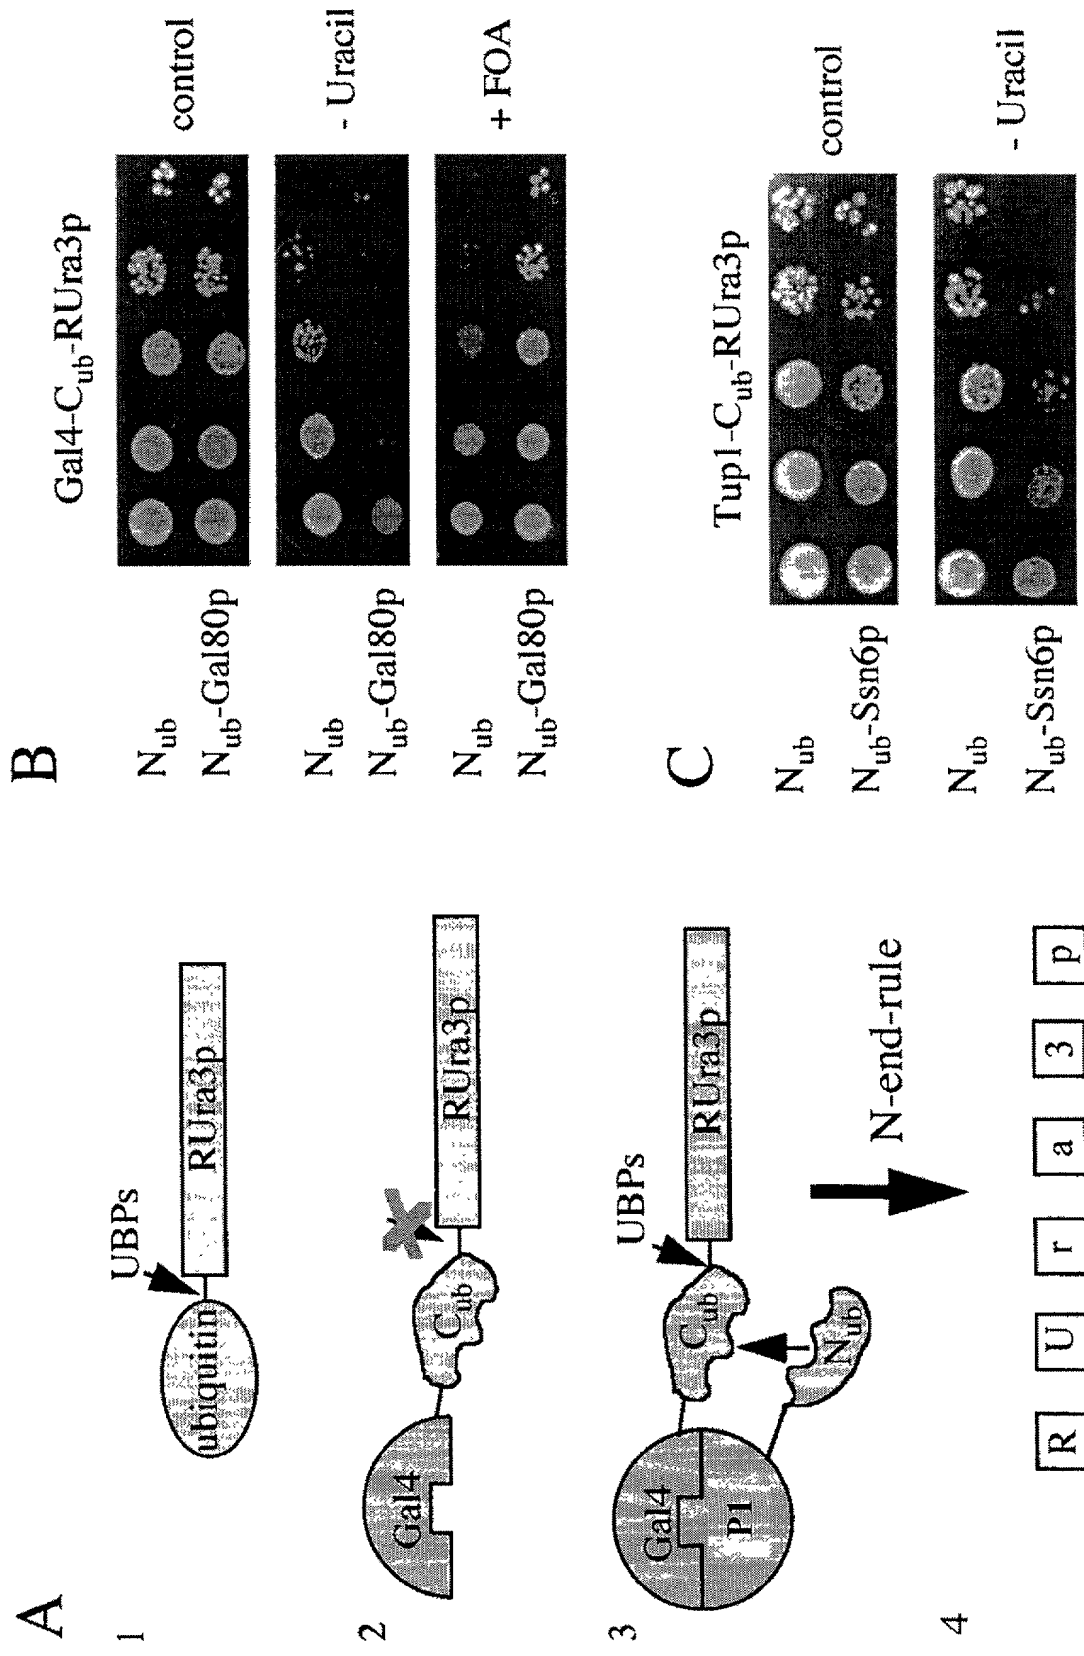 A
1
UBPs
ubiquitin
RUra3p
2
Gal4
Cub
RUra3p
3
UBPs
Gal4
P1
Cub
Nub
RUra3p
N-end-rule
4
R U r a 3 p
B
Gal4-Cub-RUra3p
Nub
Nub-Gal80p
control
Nub
Nub-Gal80p
- Uracil
Nub
Nub-Gal80p
+ FOA
C
Tup1-Cub-RUra3p
Nub
Nub-Ssn6p
control
Nub
Nub-Ssn6p
- Uracil